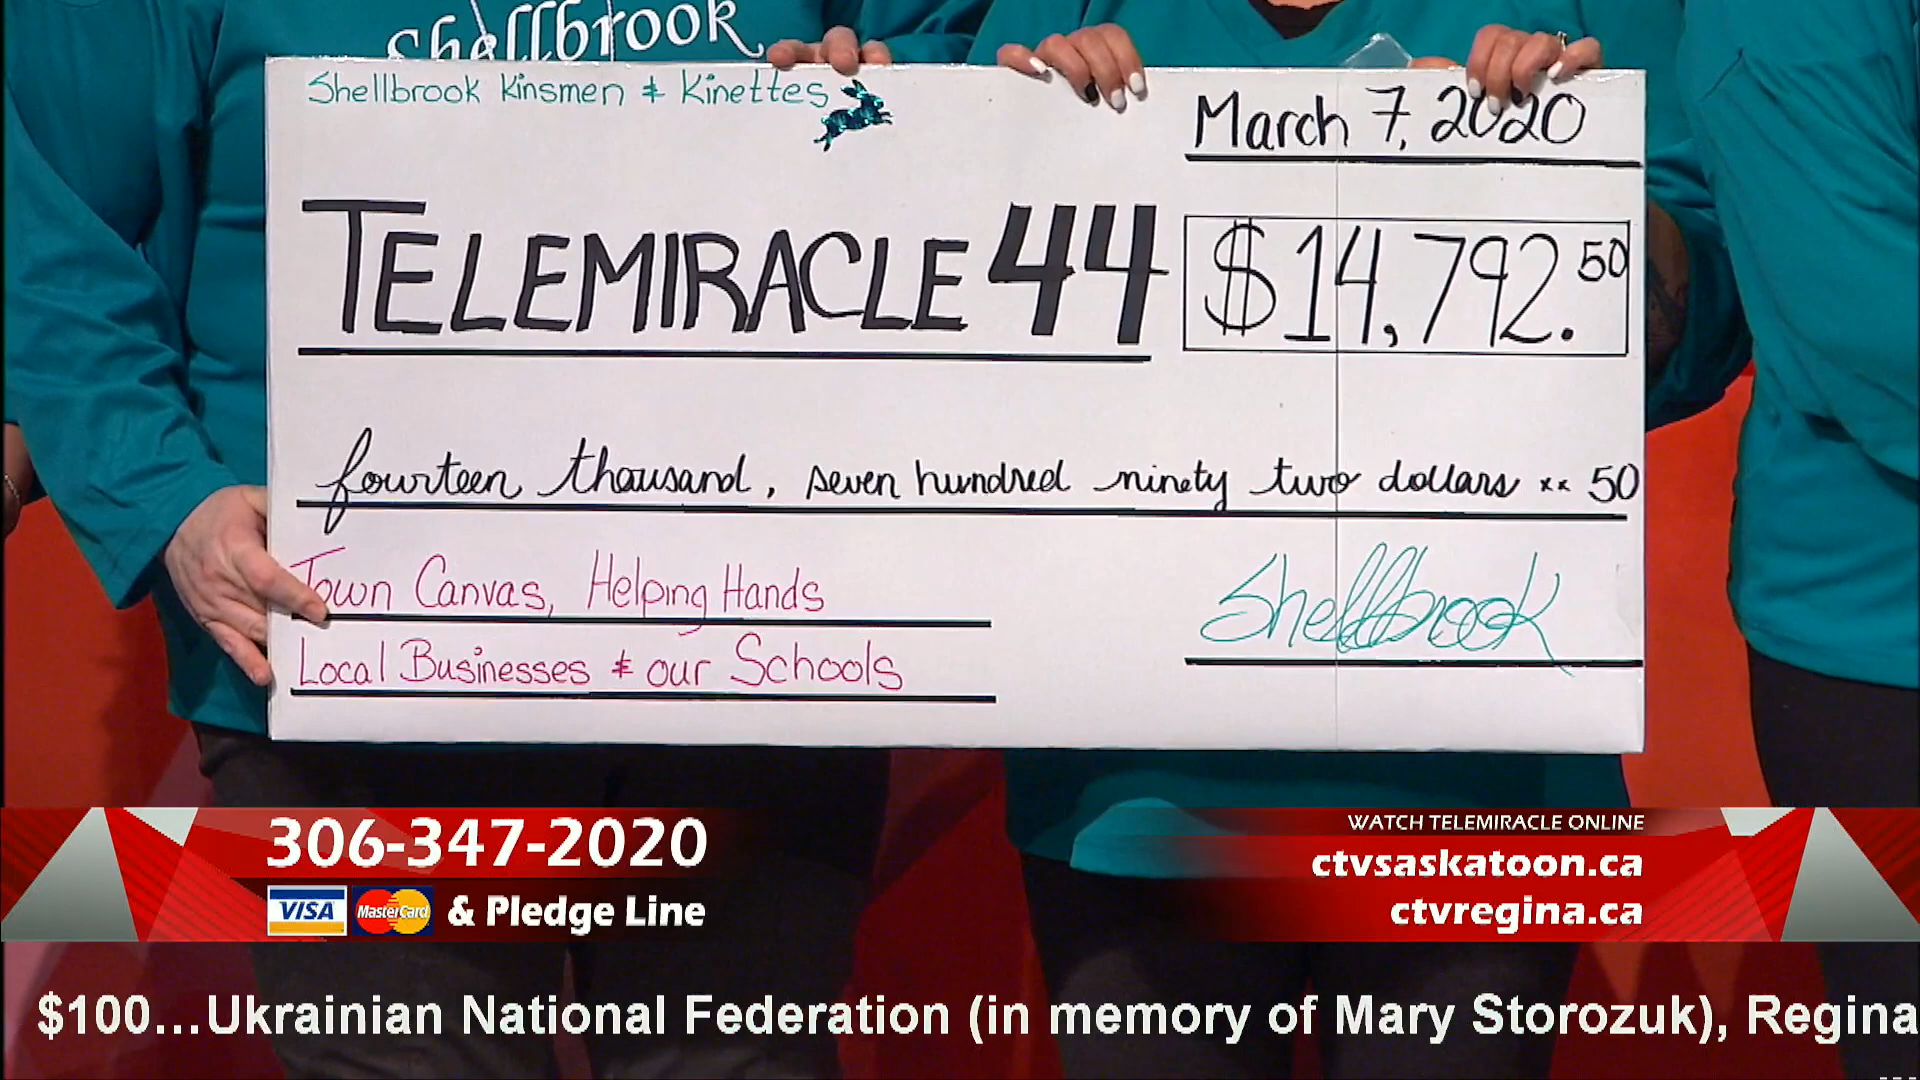 Shellbrook
Shellbrook Kinsmen & Kinettes
March 7, 2020
TELEMIRACLE 44
$14,792.50
fourteen thousand, seven hundred ninety two dollars xx 50
Town Canvas, Helping Hands
Local Businesses & our Schools
Shellbrook
306-347-2020
VISA MasterCard & Pledge Line
WATCH TELEMIRACLE ONLINE
ctvsaskatoon.ca
ctvregina.ca
$100...Ukrainian National Federation (in memory of Mary Storozuk), Regina